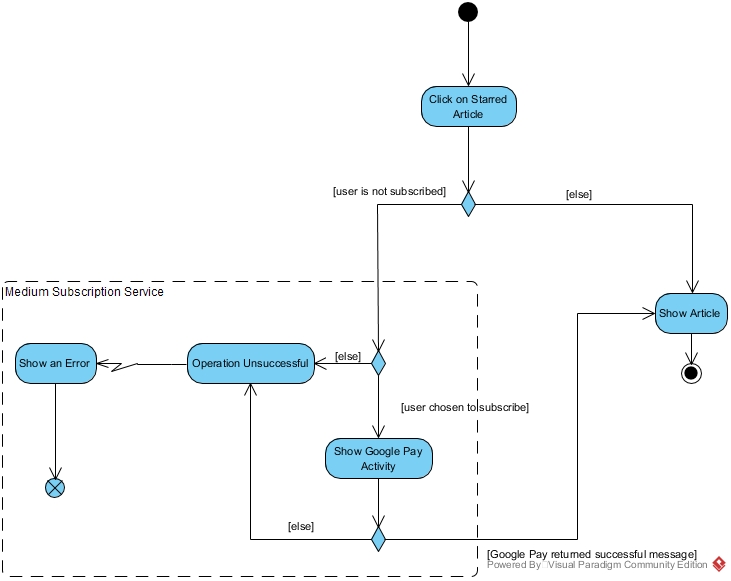 Click on Starred
Article
[user is not subscribed]
[else]
Medium Subscription Service
Show Article
Show an Error
Operation Unsuccessful
[else]
[user chosen to subscribe]
Show Google Pay
Activity
[else]
[Google Pay returned successful message]
Powered By Visual Paradigm Community Edition